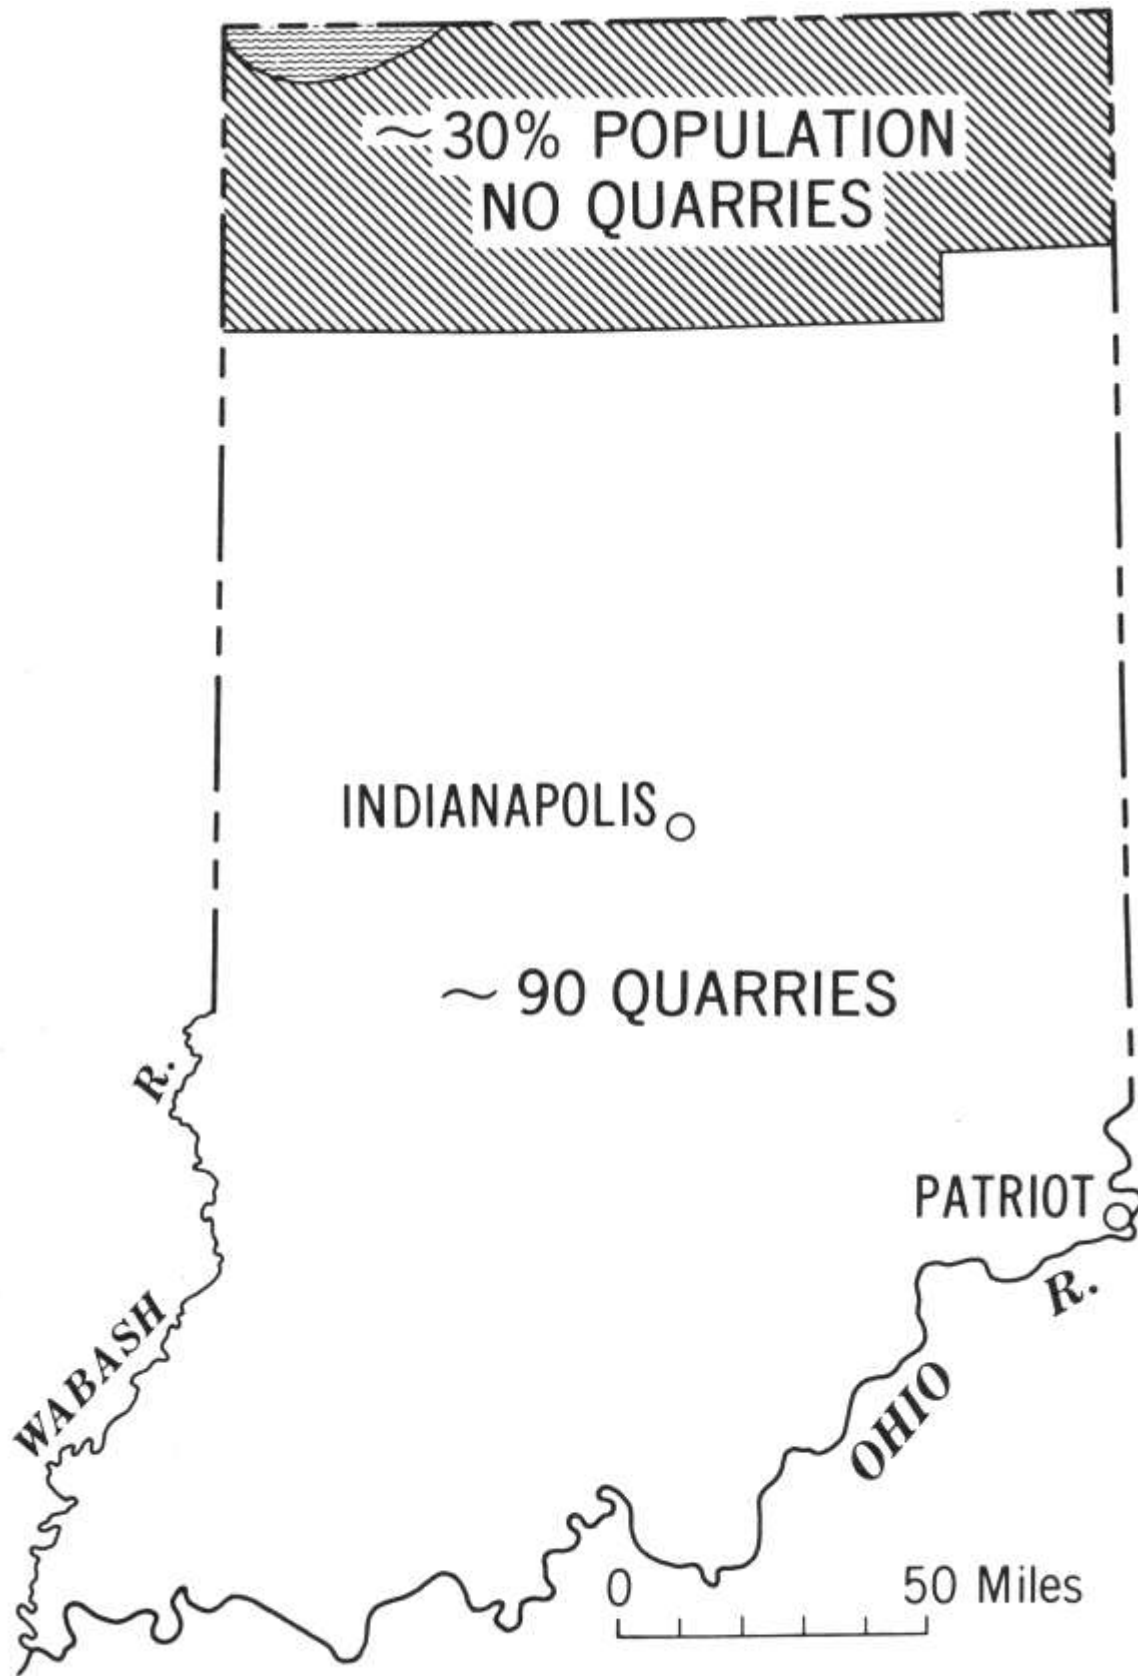 ~ 30% POPULATION
NO QUARRIES
INDIANAPOLIS
~ 90 QUARRIES
R.
PATRIOT
WABASH
R.
OHIO
0 50 Miles